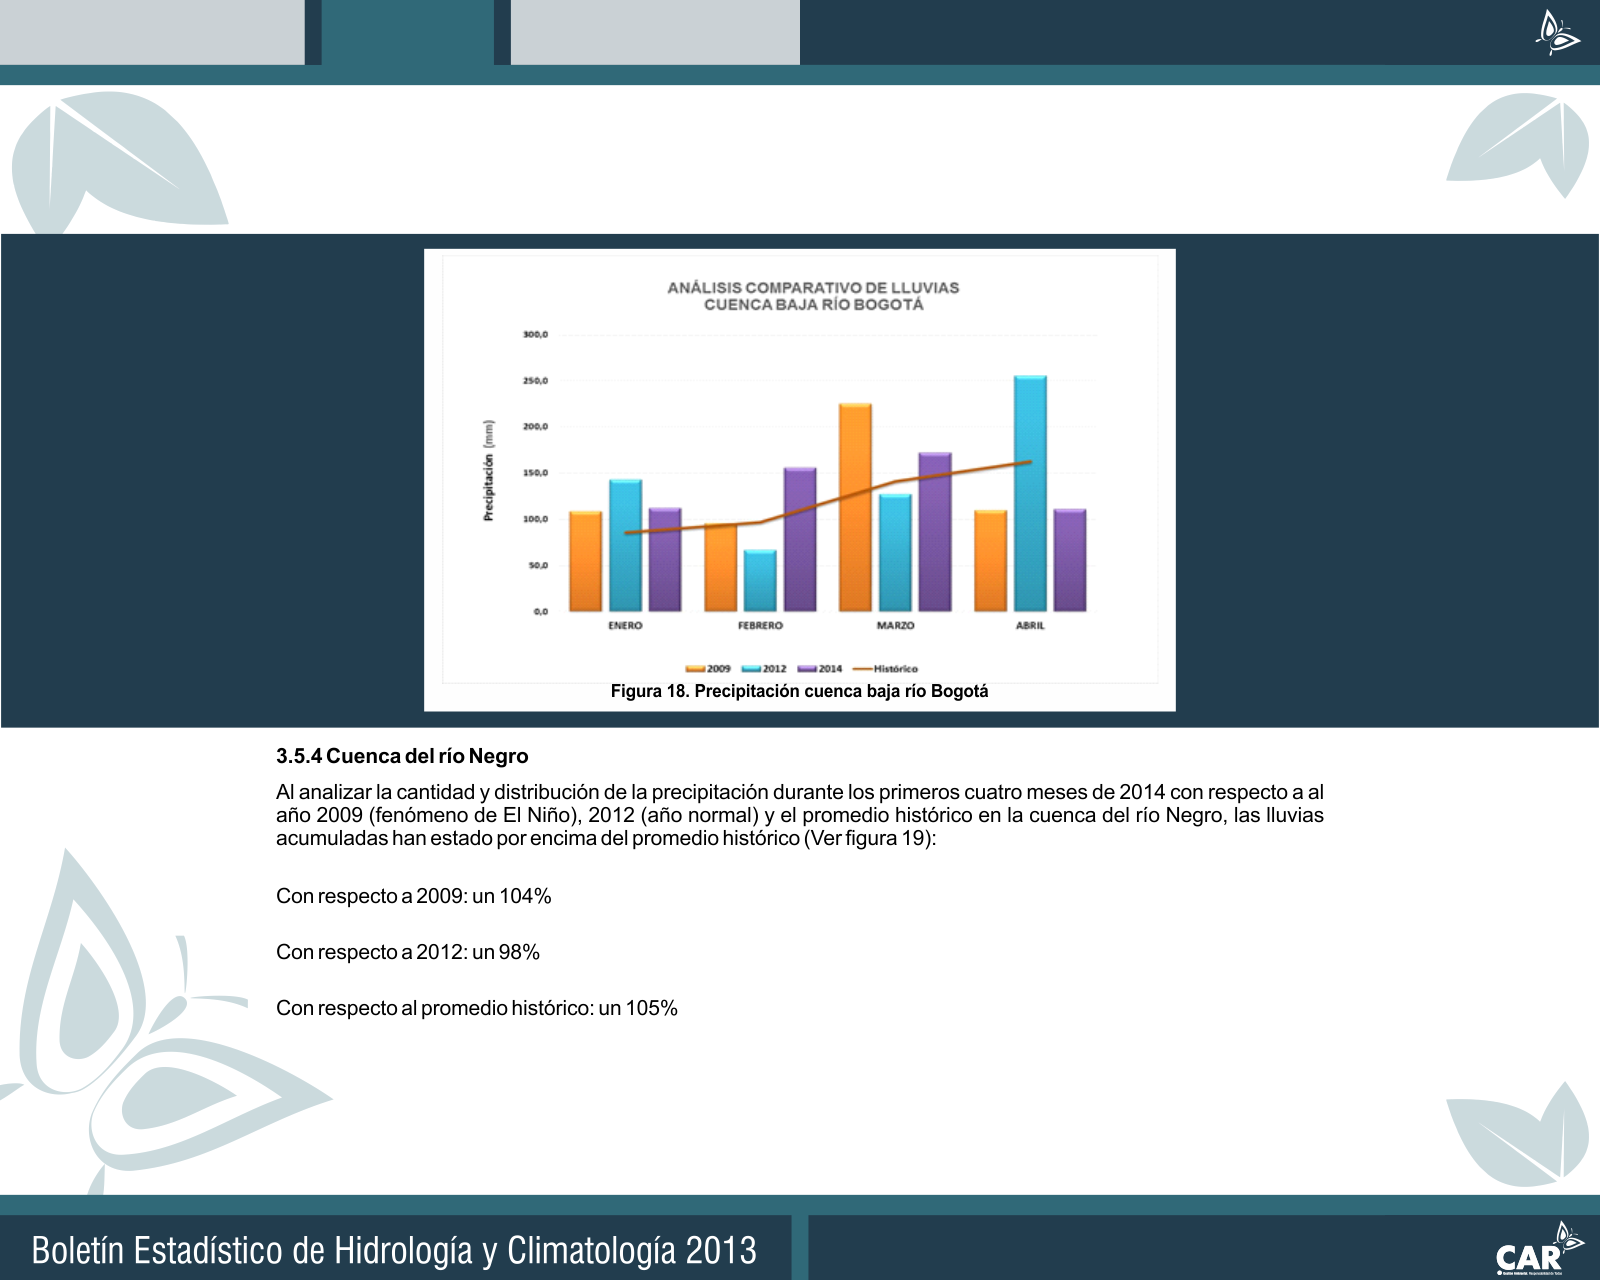 ANÁLISIS COMPARATIVO DE LLUVIAS
CUENCA BAJA RÍO BOGOTÁ
300,0
250,0
200,0
150,0
100,0
50,0
0,0
Precipitación (mm)
ENERO FEBRERO MARZO ABRIL
2009 2012 2014 Histórico
Figura 18. Precipitación cuenca baja río Bogotá
3.5.4 Cuenca del río Negro
Al analizar la cantidad y distribución de la precipitación durante los primeros cuatro meses de 2014 con respecto a al
año 2009 (fenómeno de El Niño), 2012 (año normal) y el promedio histórico en la cuenca del río Negro, las lluvias
acumuladas han estado por encima del promedio histórico (Ver figura 19):
Con respecto a 2009: un 104%
Con respecto a 2012: un 98%
Con respecto al promedio histórico: un 105%
Boletín Estadístico de Hidrología y Climatología 2013
CAR